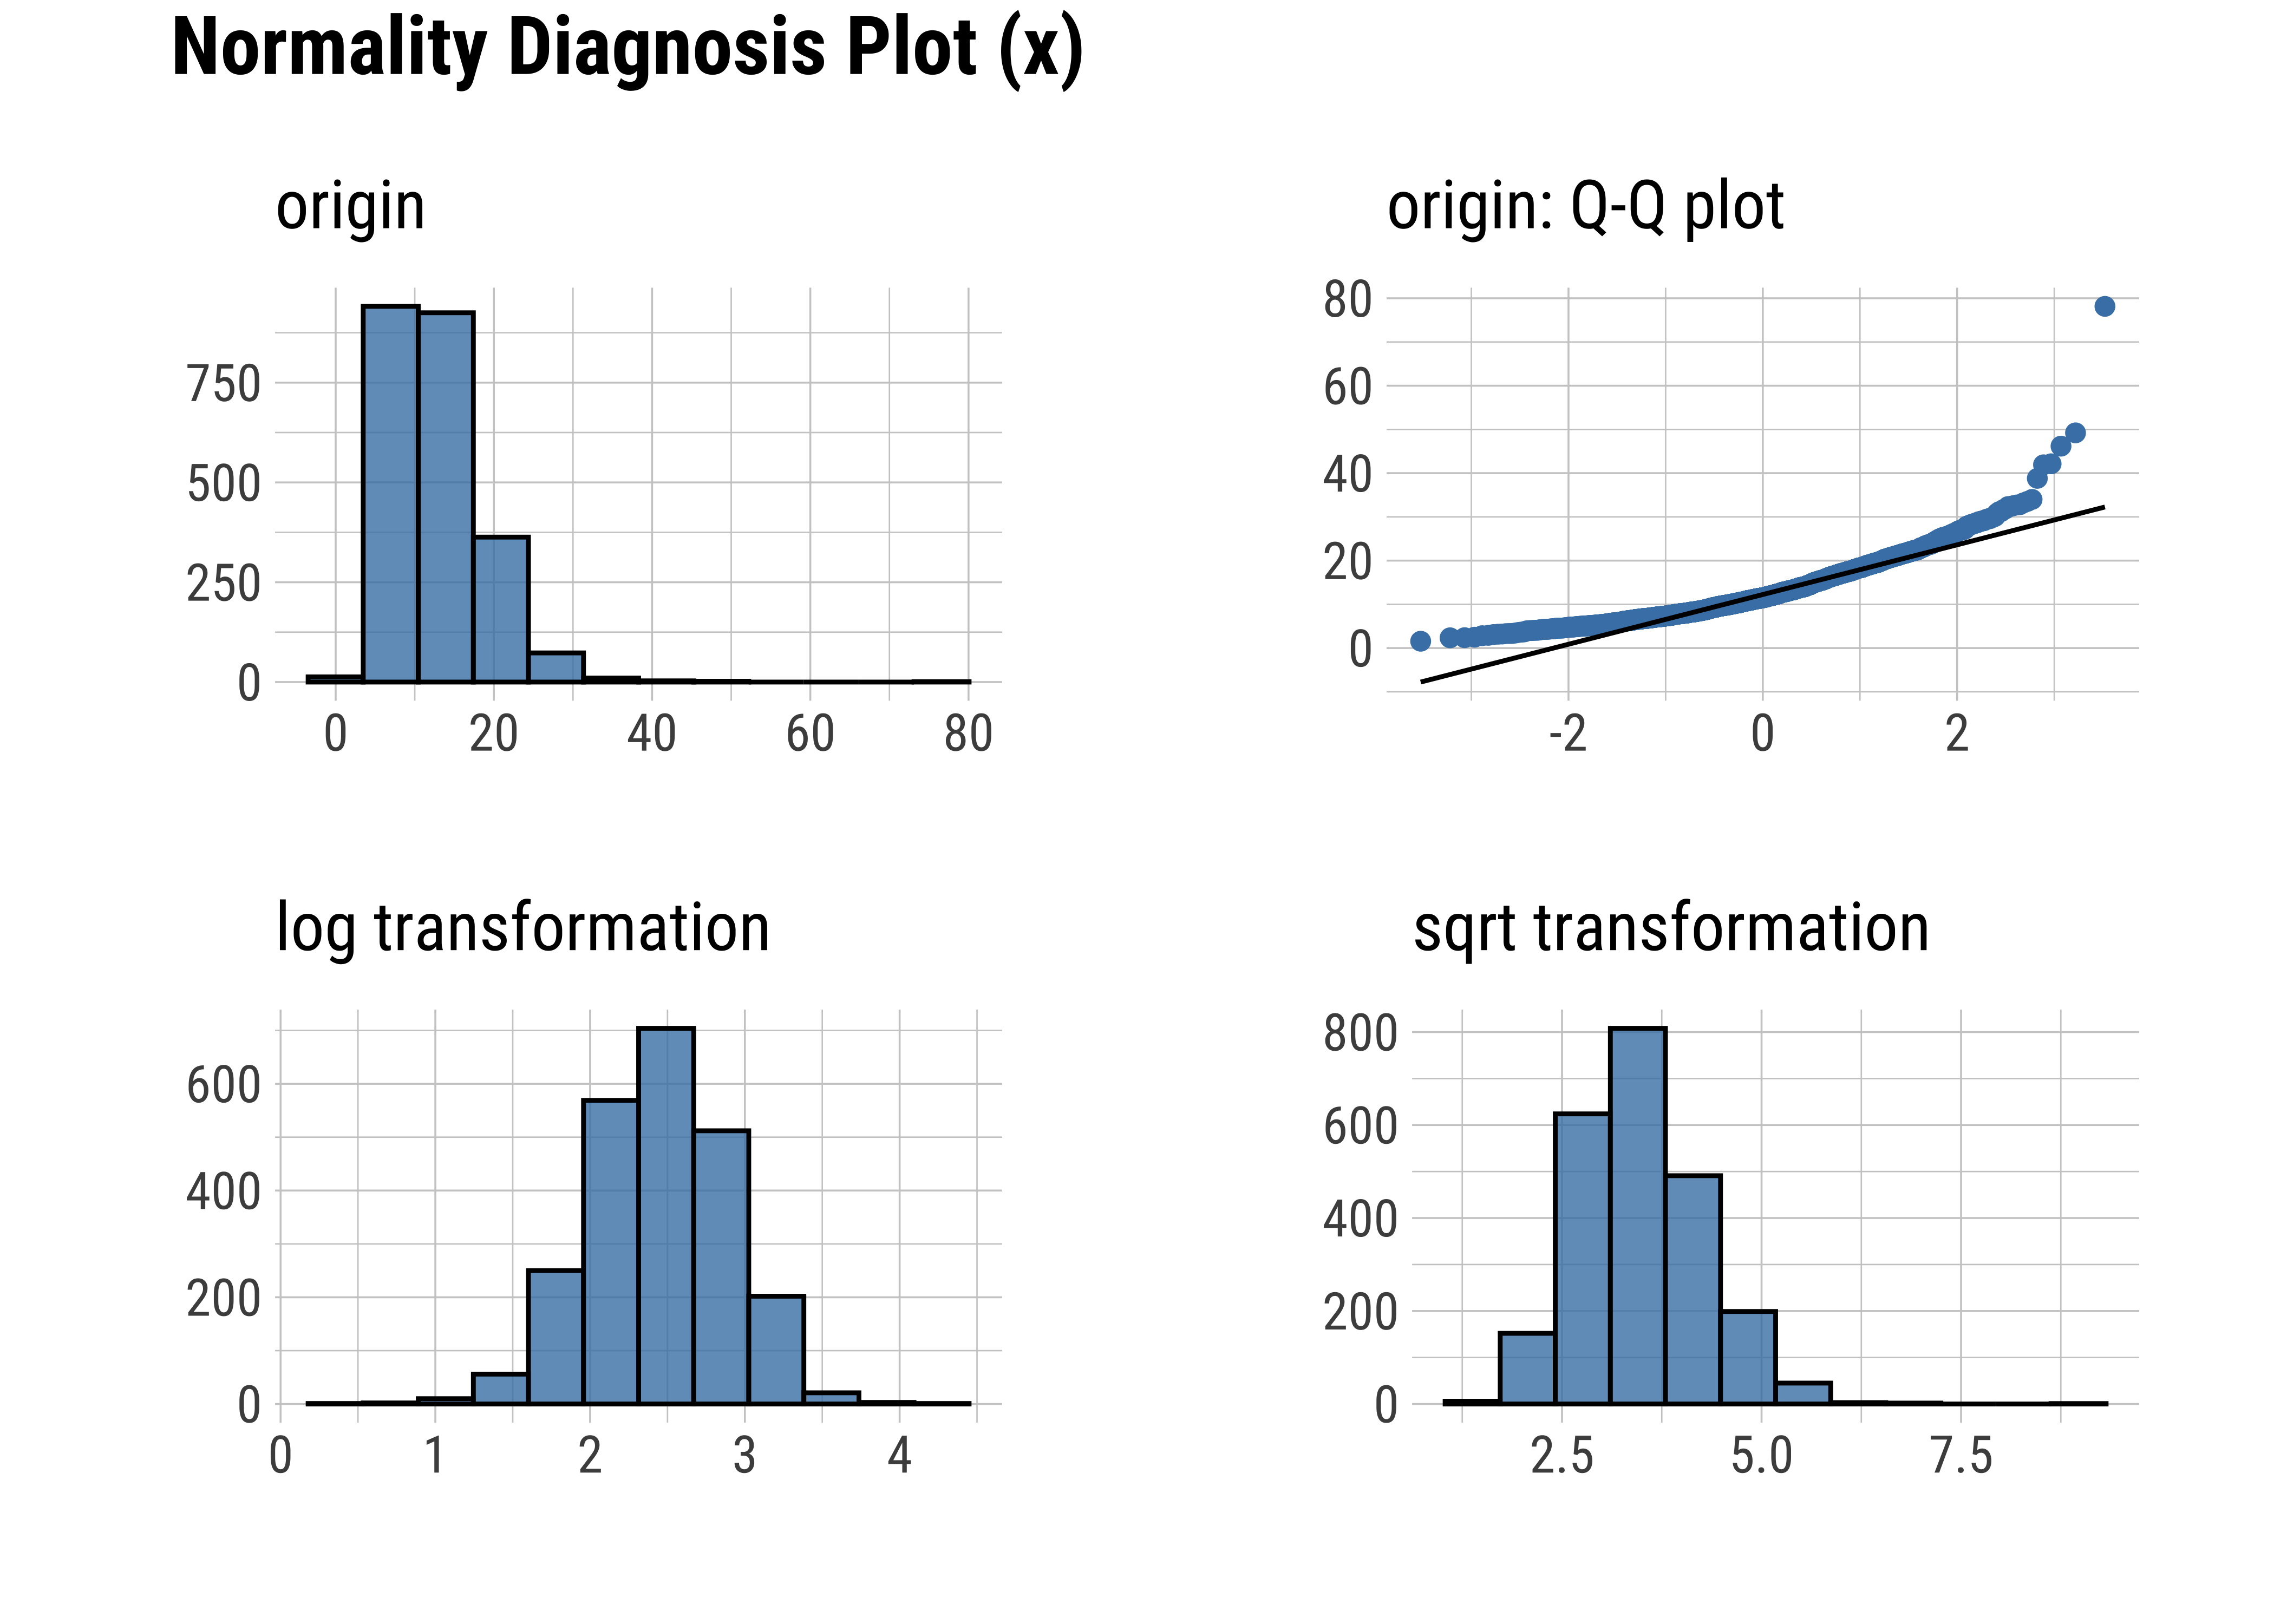 Normality Diagnosis Plot (x)
origin
750
500
250
0
0 20 40 60 80
origin: Q-Q plot
80
60
40
20
0
-2 0 2
log transformation
600
400
200
0
0 1 2 3 4
sqrt transformation
800
600
400
200
0
2.5 5.0 7.5